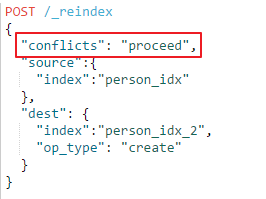 POST /_reindex
{
  "conflicts": "proceed",
  "source":{
    "index":"person_idx"
  },
  "dest": {
    "index":"person_idx_2",
    "op_type": "create"
  }
}